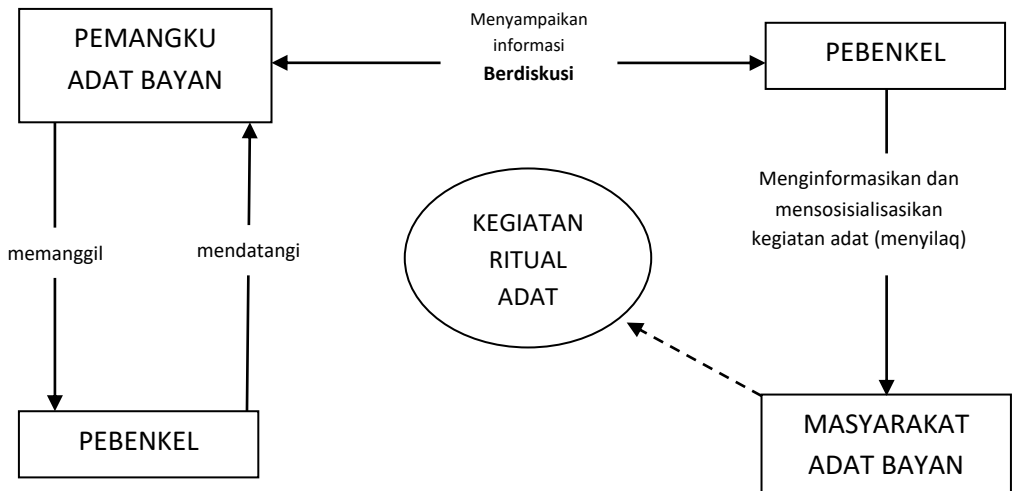 PEMANGKU
ADAT BAYAN
Menyampaikan
informasi
Berdiskusi
PEBENKEL
memanggil
mendatangi
KEGIATAN
RITUAL
ADAT
Menginformasikan dan
mensosisialisasikan
kegiatan adat (menyilaq)
PEBENKEL
MASYARAKAT
ADAT BAYAN